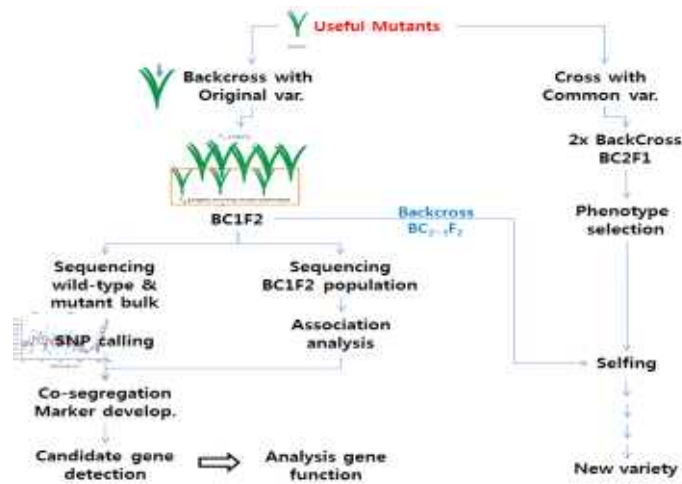 Useful Mutants
Backcross with
Original var.
Cross with
Common var.
2x BackCross
BC2F1
BC1F2
Backcross
Phenotype
selection
Sequencing
wild-type &
mutant bulk
Sequencing
BC1F2 population
SNP calling
Association
analysis
Selfing
Co-segregation
Marker develop.
Candidate gene
detection
Analysis gene
function
New variety